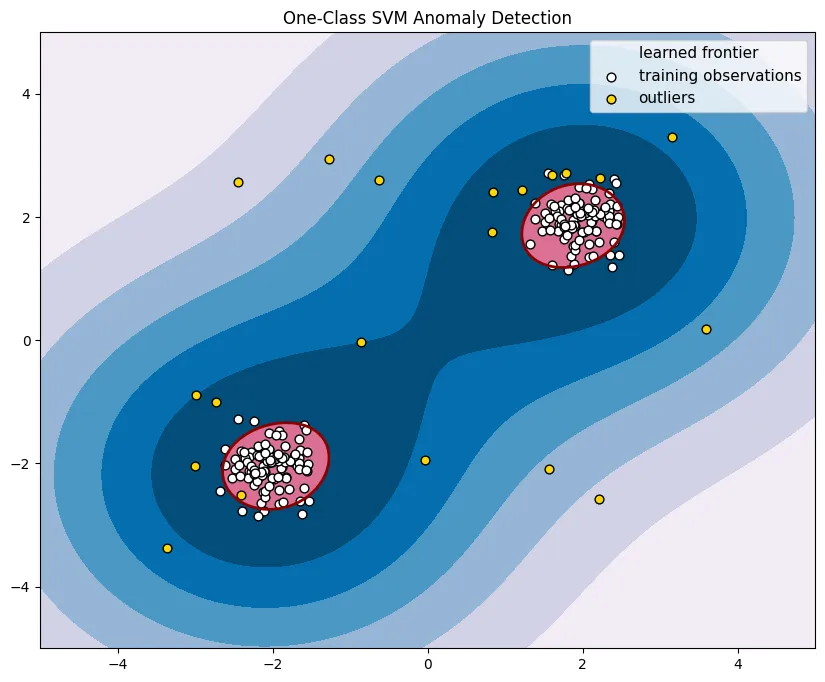 One-Class SVM Anomaly Detection
learned frontier
training observations
outliers
4
2
0
−2
−4
−4
−2
0
2
4